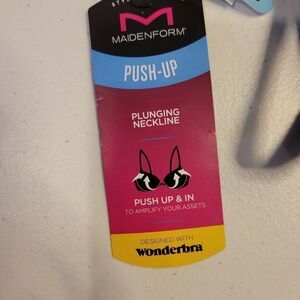 MAIDENFORM®
PUSH-UP
PLUNGING
NECKLINE
PUSH UP & IN
TO AMPLIFY YOUR ASSETS
DESIGNED WITH
Wonderbra